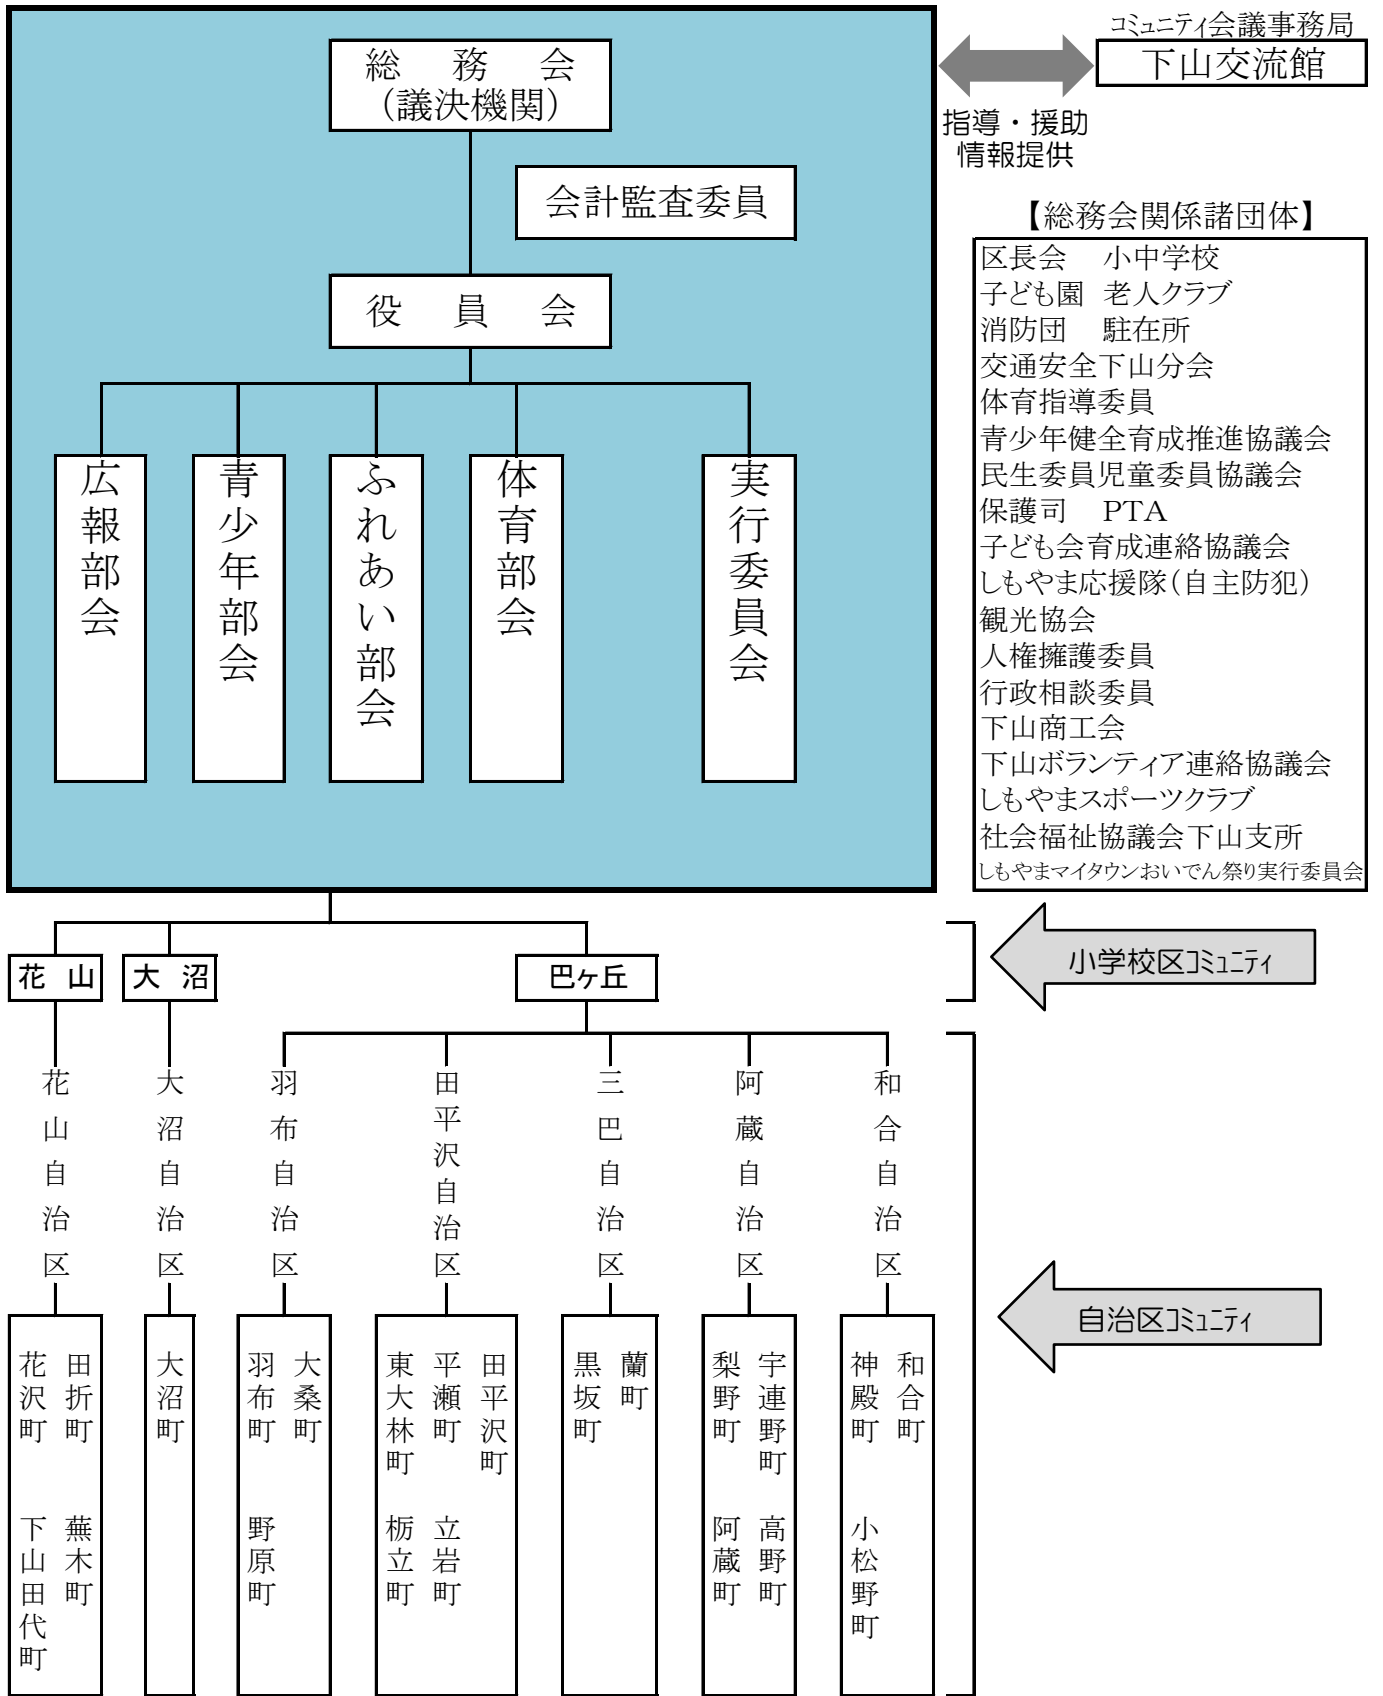 コミュニティ会議事務局
下山交流館
総　務　会
（議決機関）
指導・援助
情報提供
会計監査委員
役　員　会
広報部会
青少年部会
ふれあい部会
体育部会
実行委員会
【総務会関係諸団体】
区長会　小中学校
子ども園　老人クラブ
消防団　駐在所
交通安全下山分会
体育指導委員
青少年健全育成推進協議会
民生委員児童委員協議会
保護司　PTA
子ども会育成連絡協議会
しもやま応援隊（自主防犯）
観光協会
人権擁護委員
行政相談委員
下山商工会
下山ボランティア連絡協議会
しもやまスポーツクラブ
社会福祉協議会下山支所
しもやまマイタウンおいでん祭り実行委員会
花　山
大　沼
巴ヶ丘
小学校区コミュニティ
花山自治区
大沼自治区
羽布自治区
田平沢自治区
三巴自治区
阿蔵自治区
和合自治区
自治区コミュニティ
田折町　蕪木町
花沢町　下山田代町
大沼町
大桑町
羽布町　野原町
田平沢町
平瀬町　立岩町
東大林町　栃立町
蘭町
黒坂町
宇連野町　高野町
梨野町　阿蔵町
和合町
神殿町　小松野町